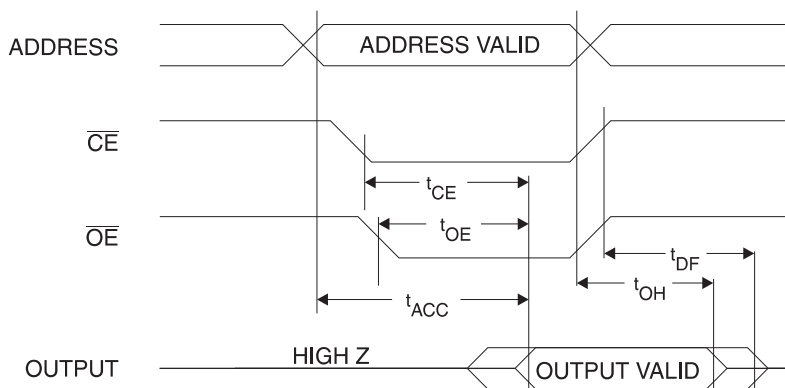 ADDRESS ADDRESS VALID
CE
tCE
OE tOE
tDF
tOH
tACC
HIGH Z
OUTPUT OUTPUT VALID